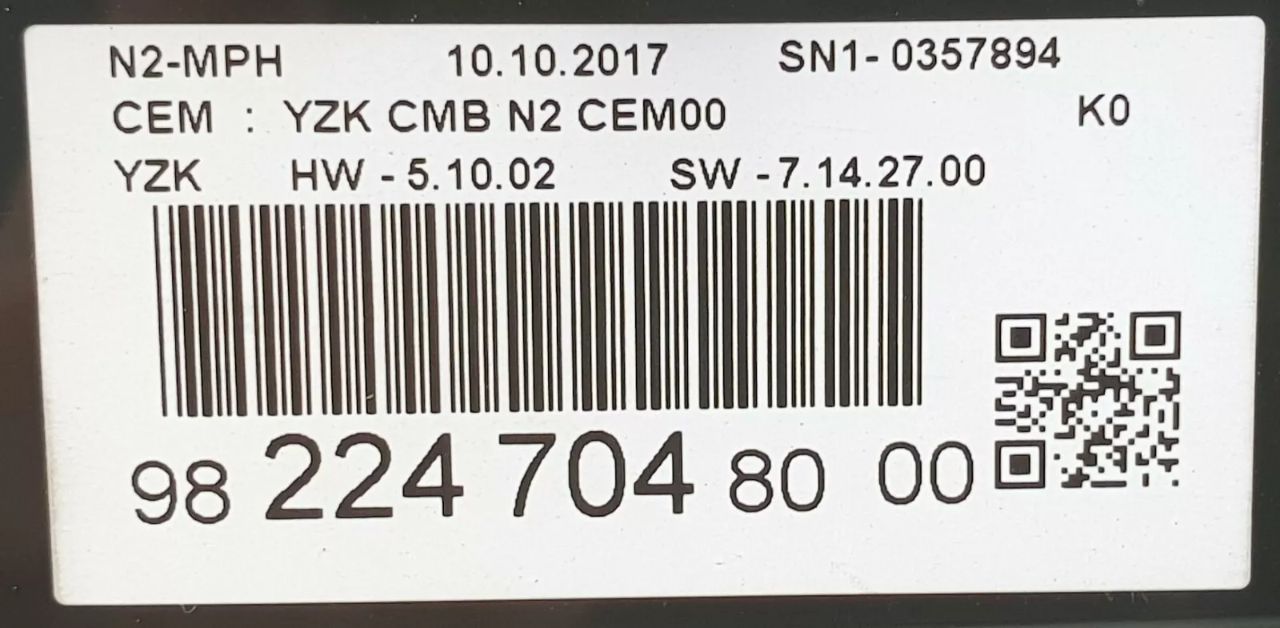 N2-MPH 10.10.2017 SN1- 0357894
CEM : YZK CMB N2 CEM00 K0
YZK HW - 5.10.02 SW -7.14.27.00
98 224 704 80 00